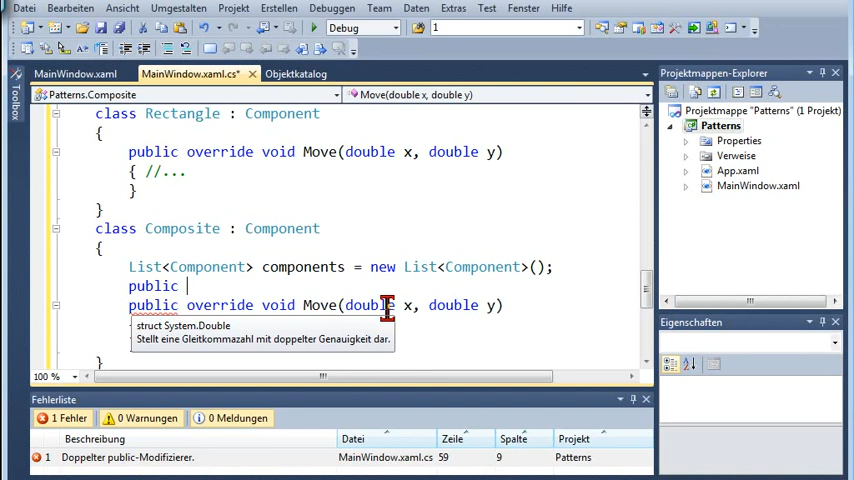 Datei Bearbeiten Ansicht Umgestalten Projekt Erstellen Debuggen Team Daten Extras Test Fenster Hilfe
Debug 1
MainWindow.xaml MainWindow.xaml.cs* × Objektkatalog
Patterns.Composite Move(double x, double y)
class Rectangle : Component
{
public override void Move(double x, double y)
{ //...
}
}
class Composite : Component
{
List<Component> components = new List<Component>();
public
public override void Move(double x, double y)
struct System.Double
Stellt eine Gleitkommazahl mit doppelter Genauigkeit dar.
}
100 %
Toolbox
Projektmappen-Explorer
Projektmappe "Patterns" (1 Projekt)
Patterns
Properties
Verweise
App.xaml
MainWindow.xaml
Eigenschaften
Fehlerliste
1 Fehler 0 Warnungen 0 Meldungen
Beschreibung Datei Zeile Spalte Projekt
1 Doppelter public-Modifizierer. MainWindow.xaml.cs 59 9 Patterns